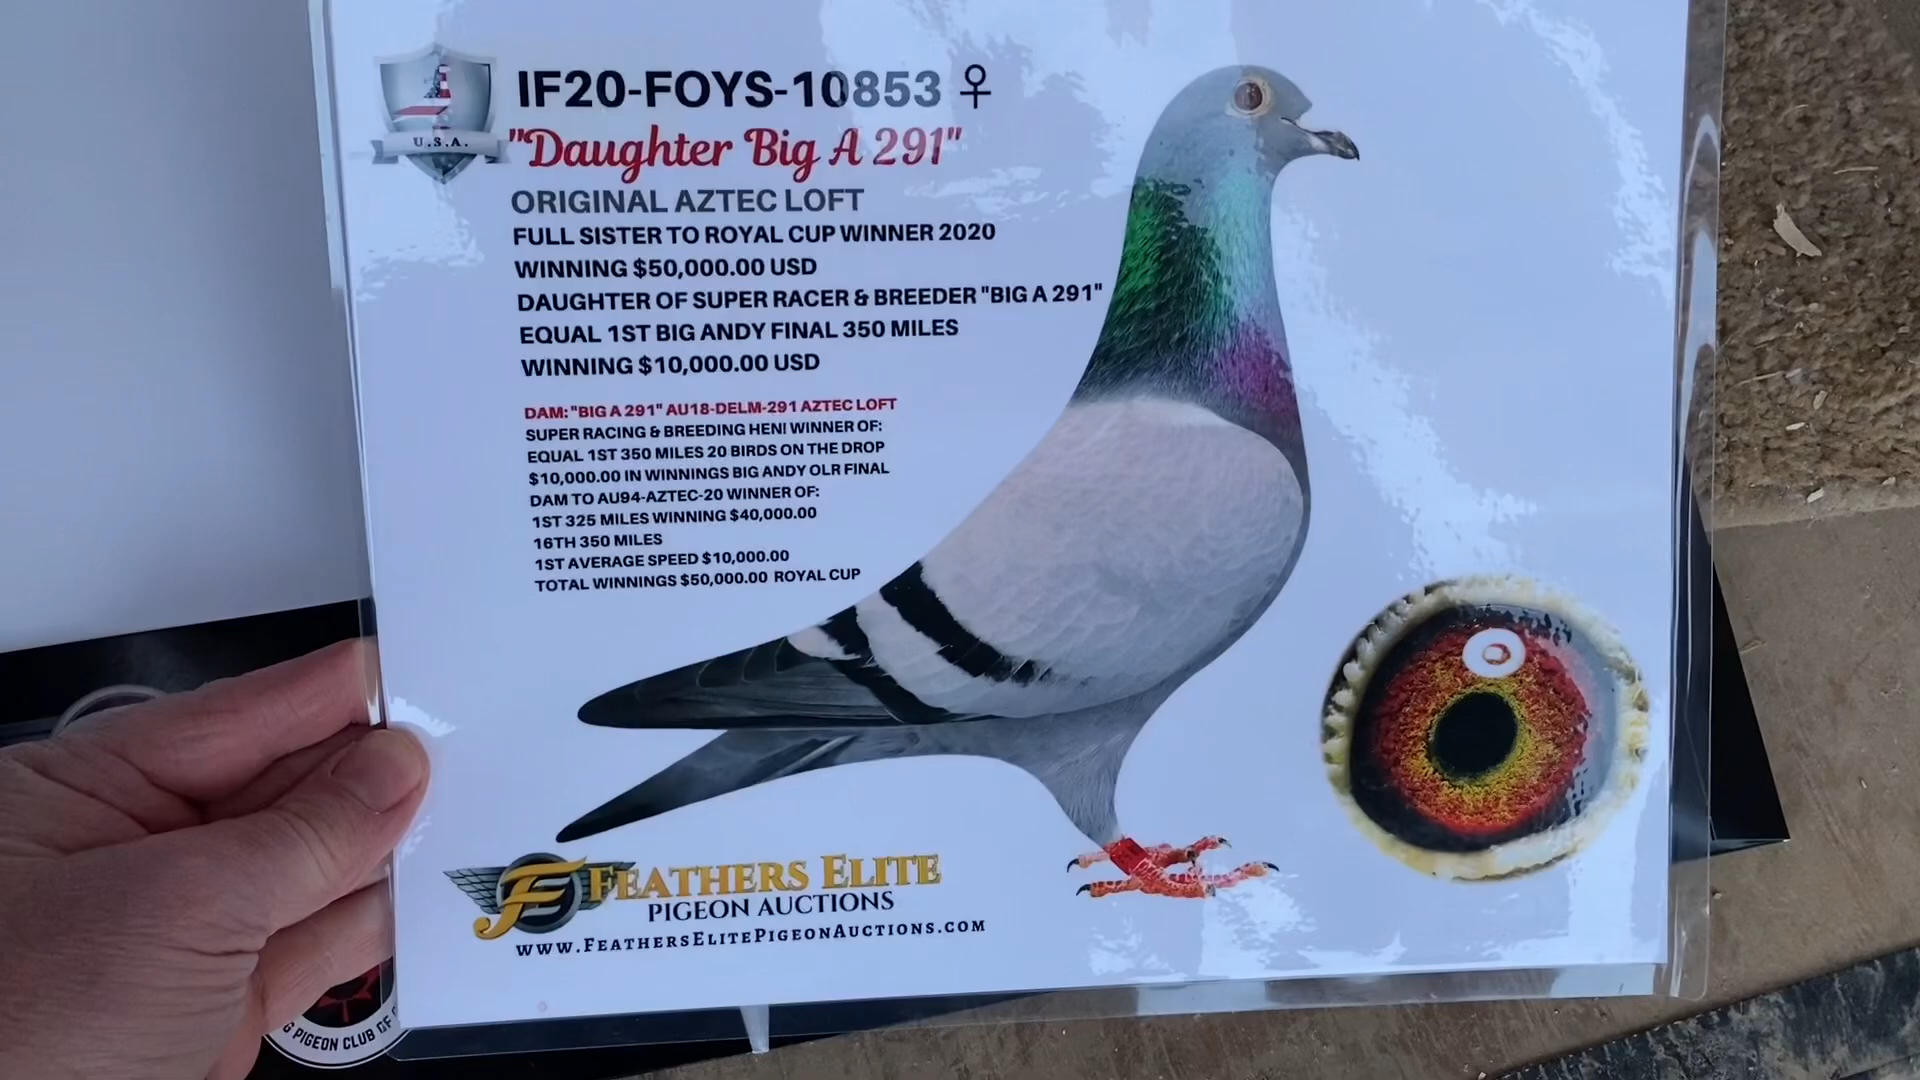 IF20-FOYS-10853 ♀
"Daughter Big A 291"
U.S.A.
ORIGINAL AZTEC LOFT
FULL SISTER TO ROYAL CUP WINNER 2020
WINNING $50,000.00 USD
DAUGHTER OF SUPER RACER & BREEDER "BIG A 291"
EQUAL 1ST BIG ANDY FINAL 350 MILES
WINNING $10,000.00 USD
DAM: "BIG A 291" AU18-DELM-291 AZTEC LOFT
SUPER RACING & BREEDING HEN! WINNER OF:
EQUAL 1ST 350 MILES 20 BIRDS ON THE DROP
$10,000.00 IN WINNINGS BIG ANDY OLR FINAL
DAM TO AU94-AZTEC-20 WINNER OF:
1ST 325 MILES WINNING $40,000.00
16TH 350 MILES
1ST AVERAGE SPEED $10,000.00
TOTAL WINNINGS $50,000.00 ROYAL CUP
FEATHERS ELITE
PIGEON AUCTIONS
WWW.FEATHERSELITEPIGEONAUCTIONS.COM
G PIGEON CLUB OF